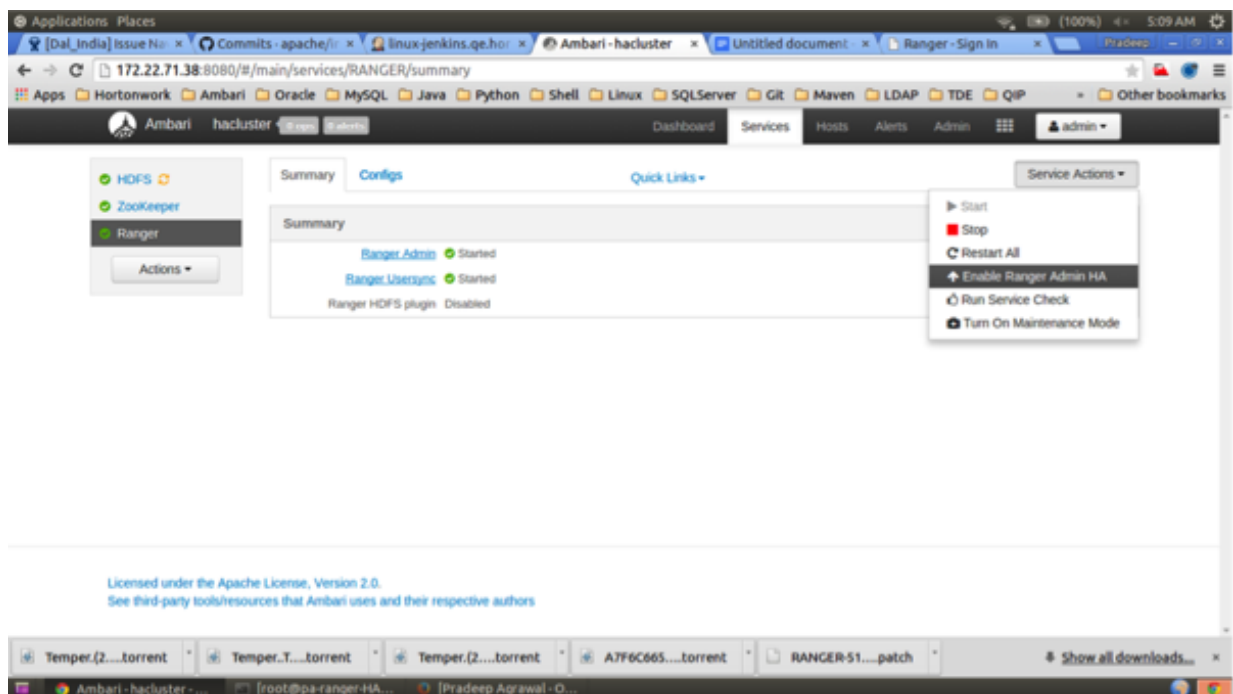 Applications Places (100%) 5:09 AM
[Dal_India] Issue Na × Commits · apache/ir × linux-jenkins.qe.hor × Ambari - hacluster × Untitled document - × Ranger - Sign In × Pradeep
172.22.71.38:8080/#/main/services/RANGER/summary
Apps Hortonwork Ambari Oracle MySQL Java Python Shell Linux SQLServer Git Maven LDAP TDE QIP » Other bookmarks
Ambari hacluster 0 ops 0 alerts Dashboard Services Hosts Alerts Admin admin
HDFS
ZooKeeper
Ranger
Actions
Summary Configs Quick Links Service Actions
Summary
Ranger Admin Started
Ranger Usersync Started
Ranger HDFS plugin Disabled
Start
Stop
Restart All
Enable Ranger Admin HA
Run Service Check
Turn On Maintenance Mode
Licensed under the Apache License, Version 2.0.
See third-party tools/resources that Ambari uses and their respective authors
Temper.(2....torrent Temper..T....torrent Temper.(2....torrent A7F6C665....torrent RANGER-51....patch Show all downloads... ×
Ambari - hacluster - ... [root@pa-ranger-HA... [Pradeep Agrawal - O...